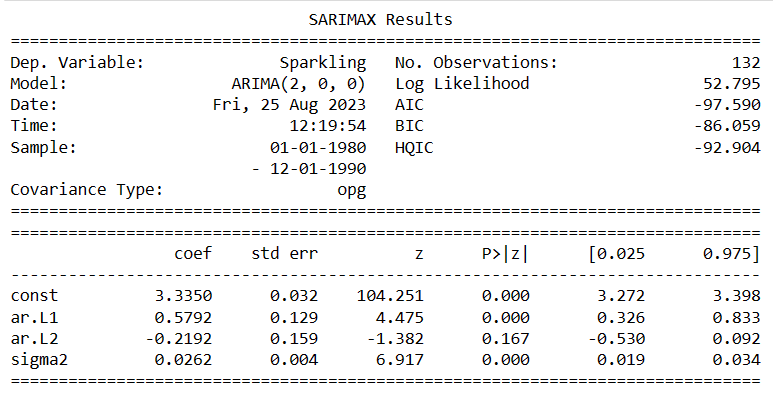 SARIMAX Results
==============================================================================
Dep. Variable: Sparkling No. Observations: 132
Model: ARIMA(2, 0, 0) Log Likelihood 52.795
Date: Fri, 25 Aug 2023 AIC -97.590
Time: 12:19:54 BIC -86.059
Sample: 01-01-1980 HQIC -92.904
- 12-01-1990
Covariance Type: opg
==============================================================================
==============================================================================
coef std err z P>|z| [0.025 0.975]
------------------------------------------------------------------------------
const 3.3350 0.032 104.251 0.000 3.272 3.398
ar.L1 0.5792 0.129 4.475 0.000 0.326 0.833
ar.L2 -0.2192 0.159 -1.382 0.167 -0.530 0.092
sigma2 0.0262 0.004 6.917 0.000 0.019 0.034
==============================================================================